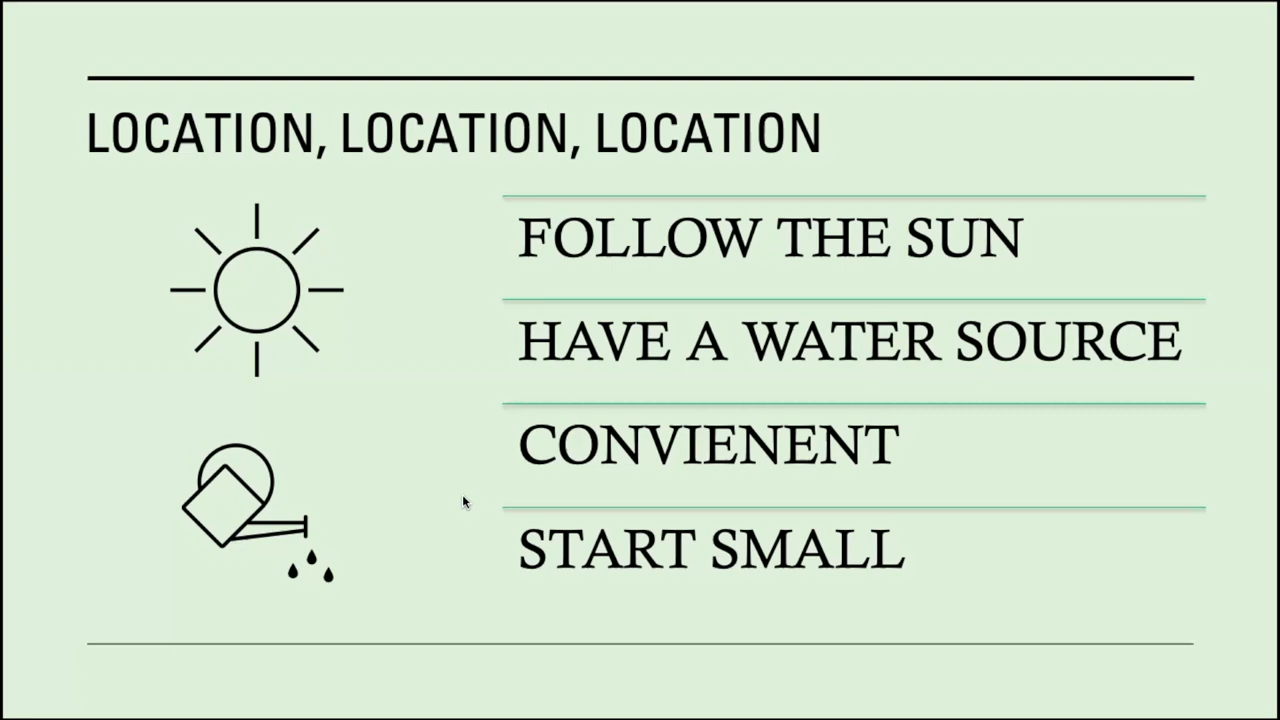 LOCATION, LOCATION, LOCATION
FOLLOW THE SUN
HAVE A WATER SOURCE
CONVIENENT
START SMALL